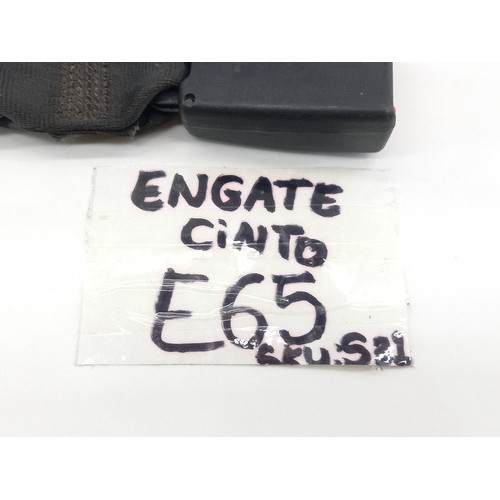 ENGATE
CiNTO
E65
SKU:S21